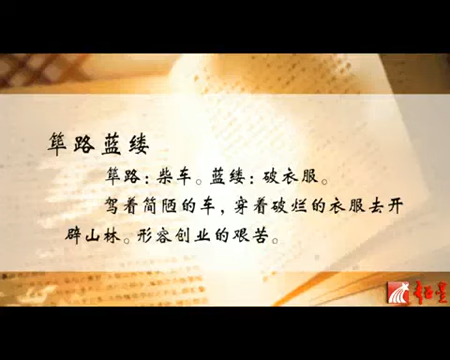 筚路蓝缕
筚路：柴车。蓝缕：破衣服。
驾着简陋的车，穿着破烂的衣服去开
辟山林。形容创业的艰苦。